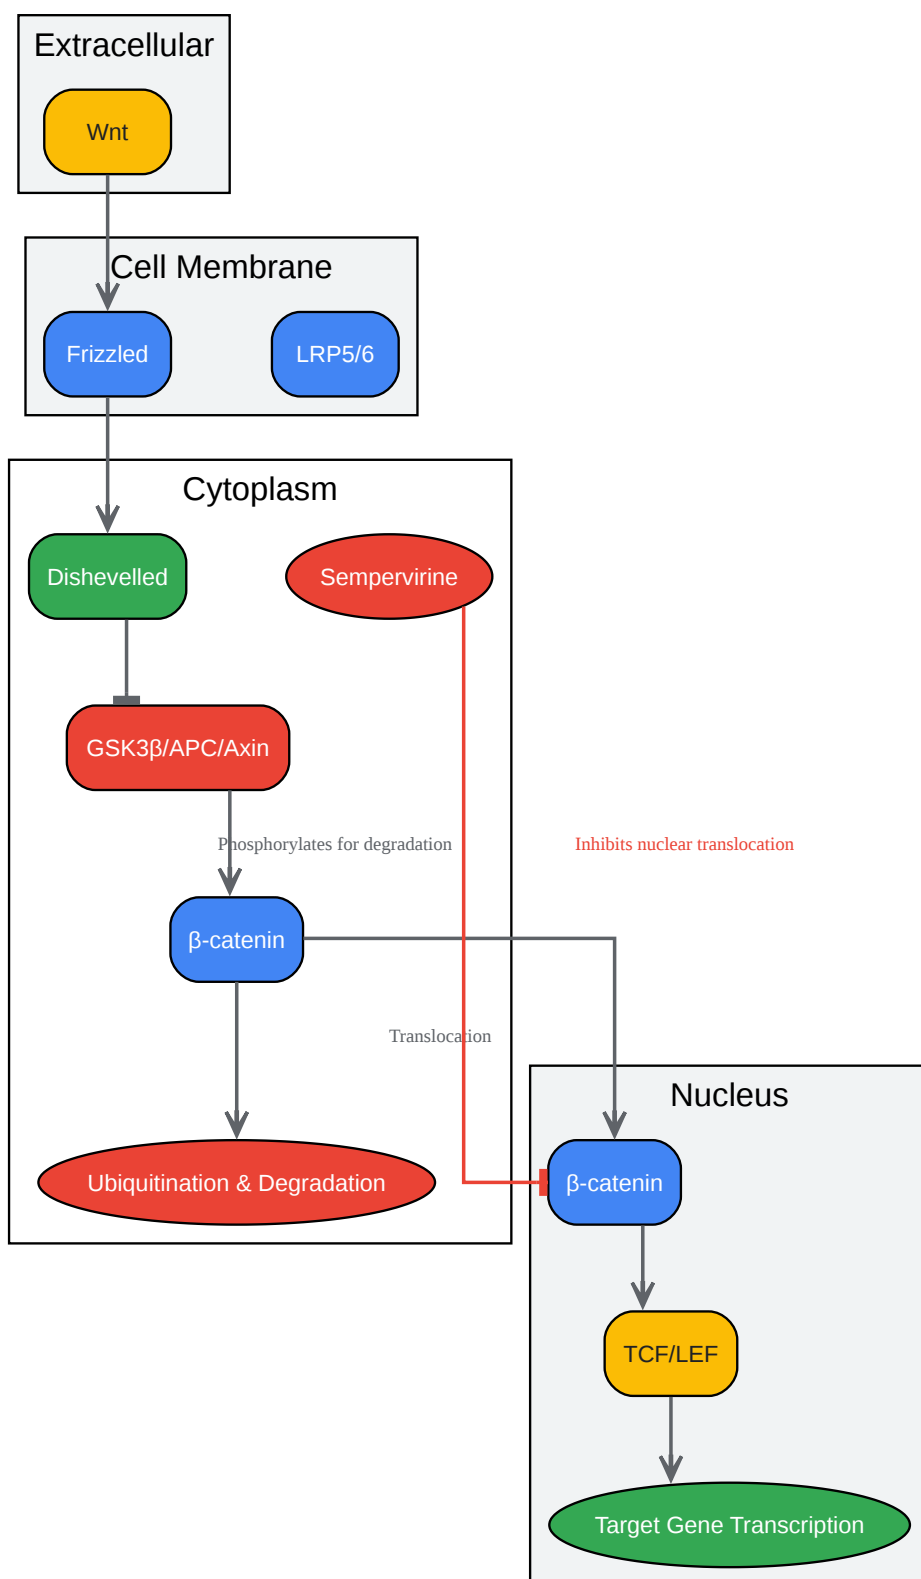 Extracellular
Wnt
Cell Membrane
Frizzled
LRP5/6
Cytoplasm
Dishevelled
Sempervirine
GSK3β/APC/Axin
Phosphorylates for degradation
Inhibits nuclear translocation
β-catenin
Translocation
Nucleus
Ubiquitination & Degradation
β-catenin
TCF/LEF
Target Gene Transcription